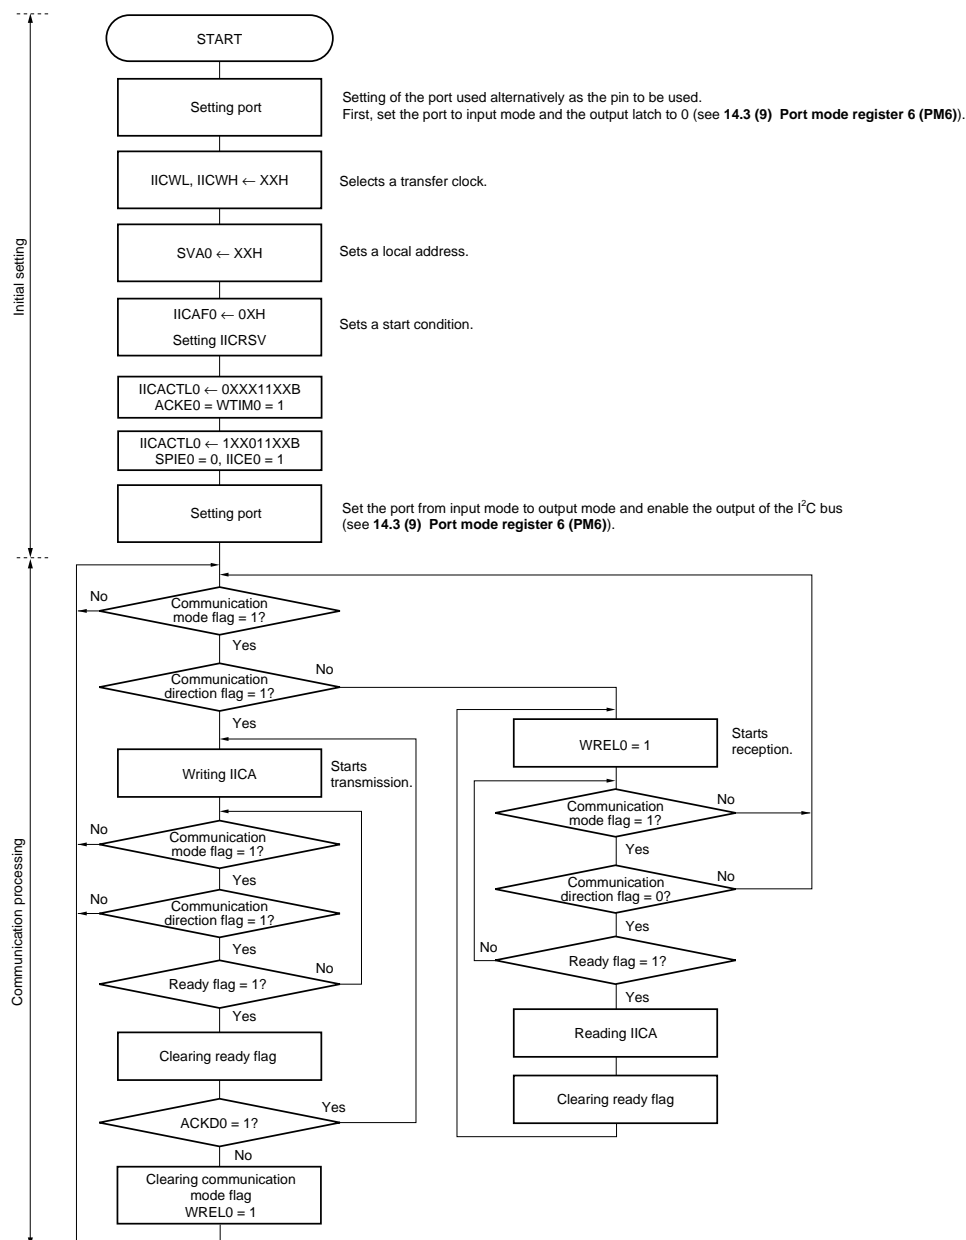 START
Setting port
Setting of the port used alternatively as the pin to be used.
First, set the port to input mode and the output latch to 0 (see 14.3 (9) Port mode register 6 (PM6)).
IICWL, IICWH ← XXH
Selects a transfer clock.
Initial setting
SVA0 ← XXH
Sets a local address.
IICAF0 ← 0XH
Setting IICRSV
Sets a start condition.
IICACTL0 ← 0XXX11XXB
ACKE0 = WTIM0 = 1
IICACTL0 ← 1XX011XXB
SPIE0 = 0, IICE0 = 1
Setting port
Set the port from input mode to output mode and enable the output of the I²C bus
(see 14.3 (9) Port mode register 6 (PM6)).
No
Communication
mode flag = 1?
Yes
Communication
direction flag = 1?
No
Yes
Writing IICA
Starts
transmission.
No
Communication
mode flag = 1?
Yes
Communication
direction flag = 1?
No
Yes
Ready flag = 1?
No
Yes
Clearing ready flag
ACKD0 = 1?
Yes
No
Clearing communication
mode flag
WREL0 = 1
Communication processing
WREL0 = 1
Starts
reception.
Communication
mode flag = 1?
No
Yes
Communication
direction flag = 0?
No
Yes
No
Ready flag = 1?
Yes
Reading IICA
Clearing ready flag